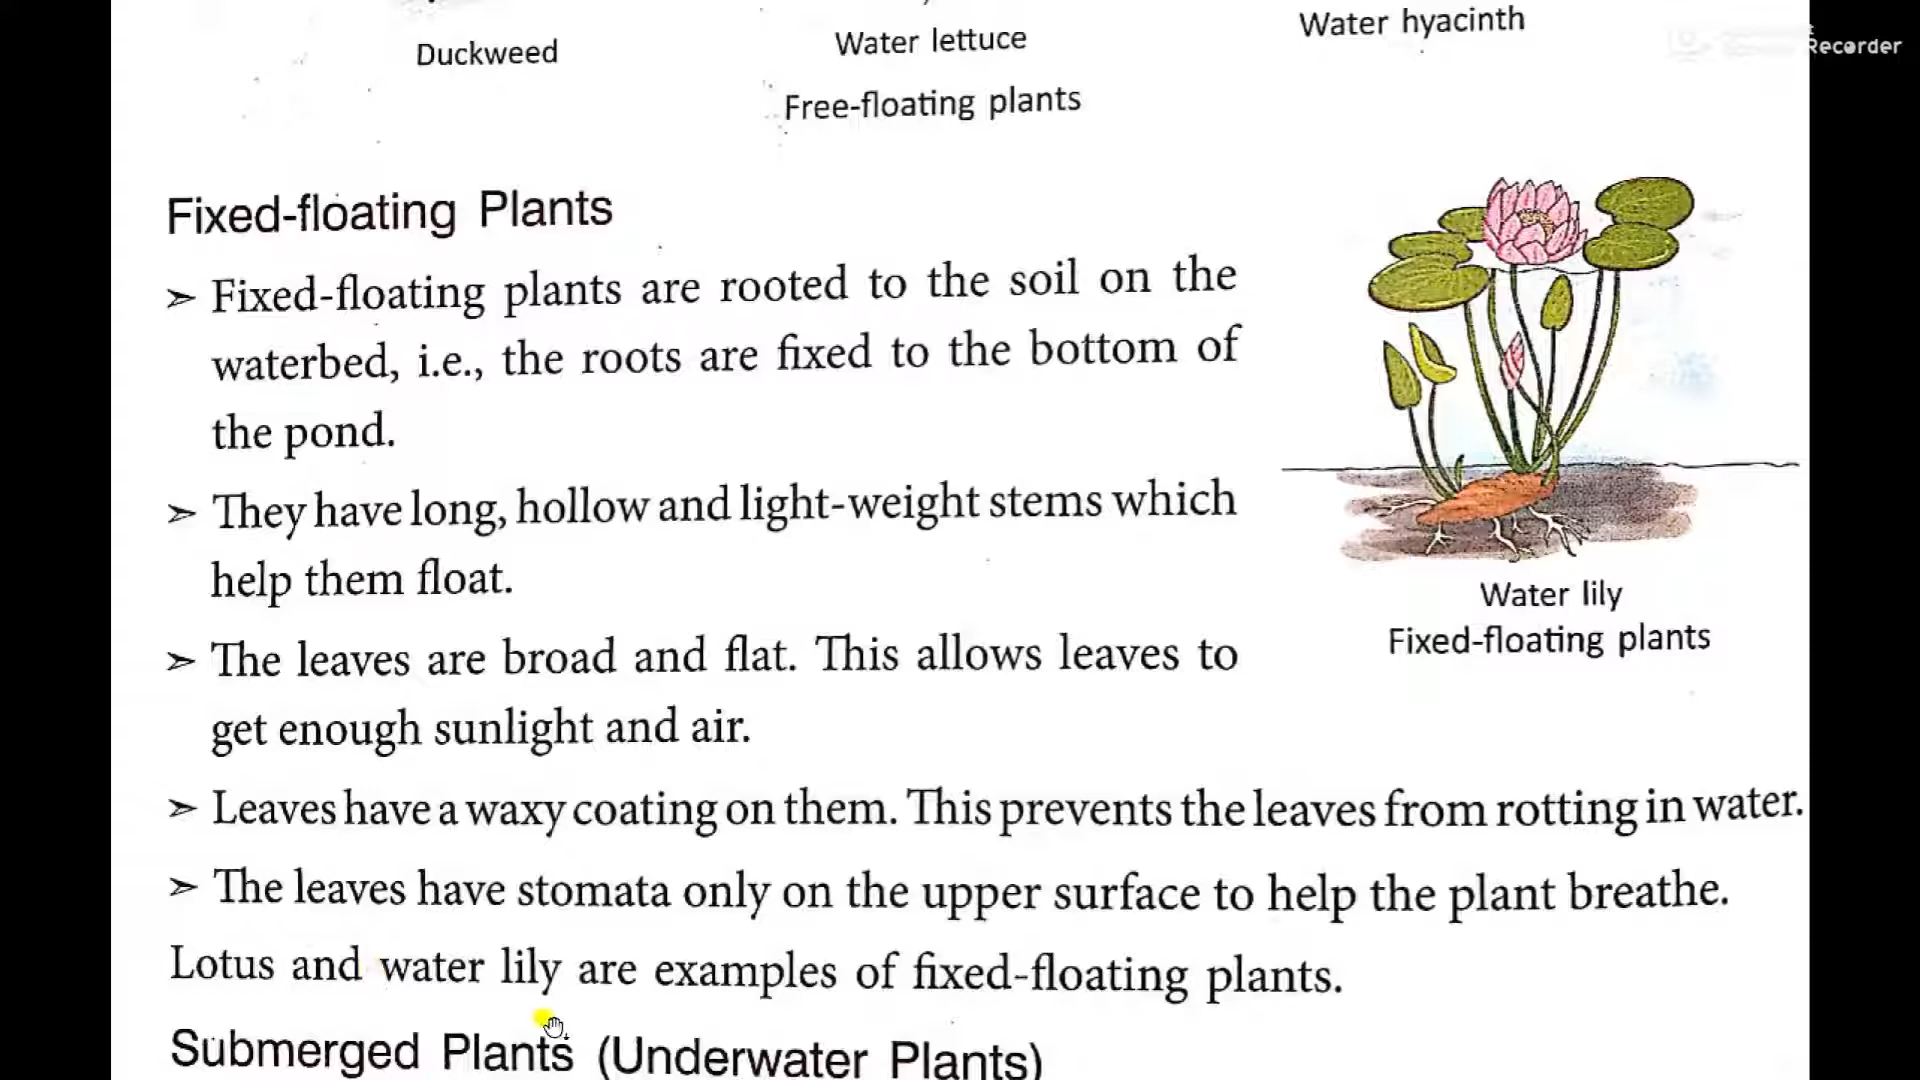 Duckweed
Water lettuce
Water hyacinth
Recorder
Free-floating plants
Fixed-floating Plants
➢ Fixed-floating plants are rooted to the soil on the
waterbed, i.e., the roots are fixed to the bottom of
the pond.
➢ They have long, hollow and light-weight stems which
help them float.
➢ The leaves are broad and flat. This allows leaves to
get enough sunlight and air.
Water lily
Fixed-floating plants
➢ Leaves have a waxy coating on them. This prevents the leaves from rotting in water.
➢ The leaves have stomata only on the upper surface to help the plant breathe.
Lotus and water lily are examples of fixed-floating plants.
Submerged Plants (Underwater Plants)